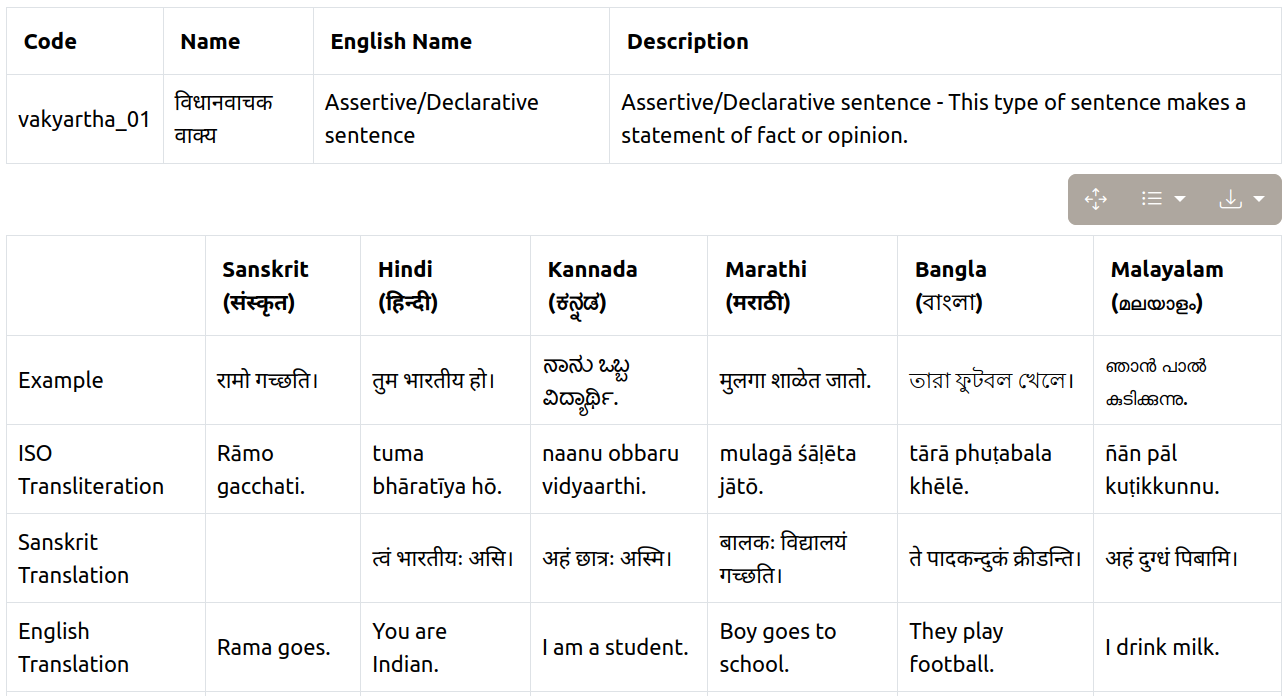 Code Name English Name Description
vakyartha_01 विधानवाचक वाक्य Assertive/Declarative sentence Assertive/Declarative sentence - This type of sentence makes a statement of fact or opinion.
Sanskrit (संस्कृत) Hindi (हिन्दी) Kannada (ಕನ್ನಡ) Marathi (मराठी) Bangla (বাংলা) Malayalam (മലയാളം)
Example रामो गच्छति। तुम भारतीय हो। ನಾನು ಒಬ್ಬ ವಿದ್ಯಾರ್ಥಿ. मुलगा शाळेत जातो. তারা ফুটবল খেলে। ഞാൻ പാൽ കുടിക്കുന്നു.
ISO Transliteration Rāmo gacchati. tuma bhāratīya hō. naanu obbaru vidyaarthi. mulagā śāḷēta jātō. tārā phuṭabala khēlē. ñān pāl kuṭikkunnu.
Sanskrit Translation त्वं भारतीयः असि। अहं छात्रः अस्मि। बालकः विद्यालयं गच्छति। ते पादकन्दुकं क्रीडन्ति। अहं दुग्धं पिबामि।
English Translation Rama goes. You are Indian. I am a student. Boy goes to school. They play football. I drink milk.